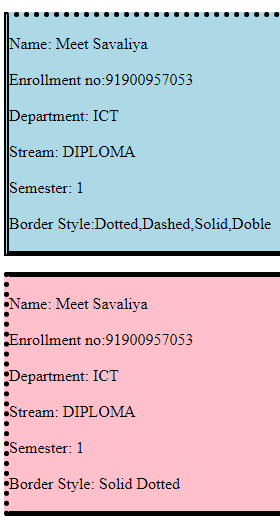 Name: Meet Savaliya
Enrollment no:91900957053
Department: ICT
Stream: DIPLOMA
Semester: 1
Border Style:Dotted,Dashed,Solid,Doble
Name: Meet Savaliya
Enrollment no:91900957053
Department: ICT
Stream: DIPLOMA
Semester: 1
Border Style: Solid Dotted